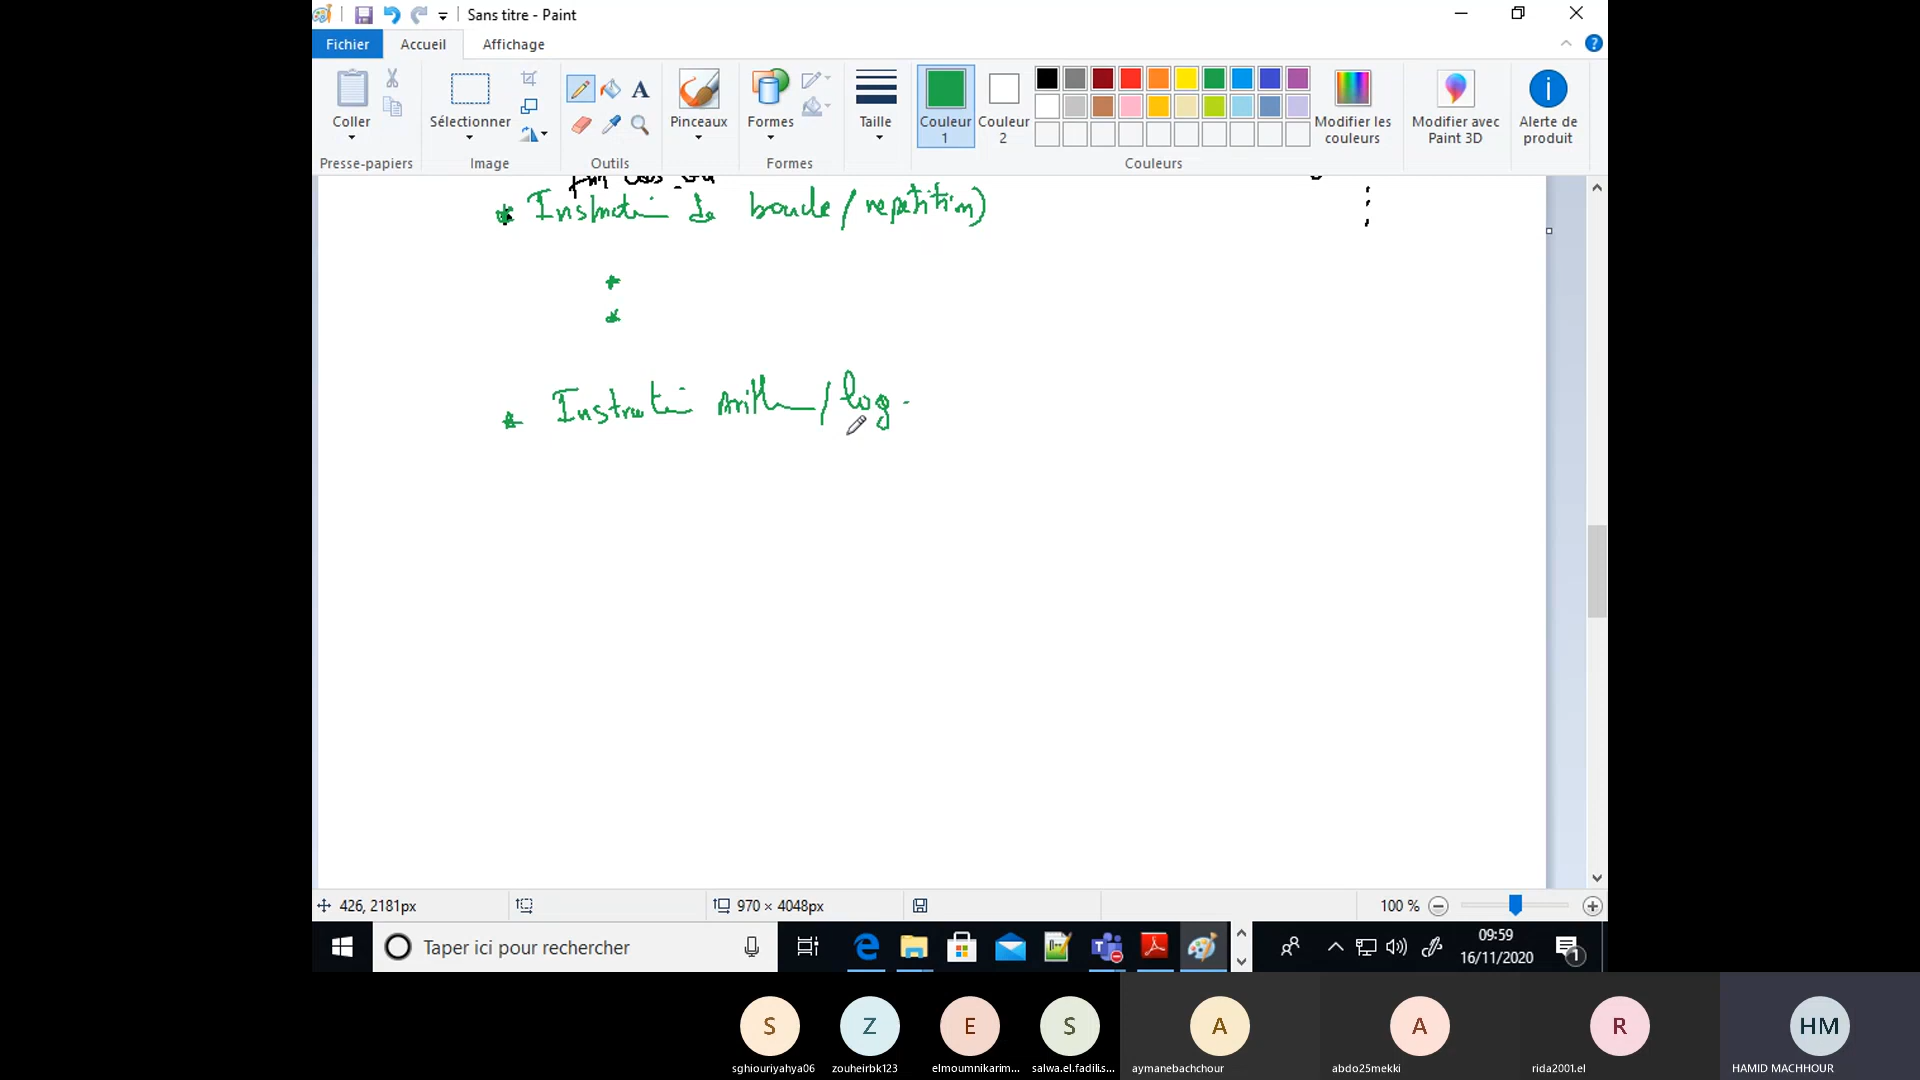 Sans titre - Paint
Fichier Accueil Affichage
Coller Sélectionner Pinceaux Formes Taille Couleur 1 Couleur 2 Modifier les couleurs Modifier avec Paint 3D Alerte de produit
Presse-papiers Image Outils Formes Couleurs
* Instructi de boucle / repetition)
*
*
* Instructi Arith / log.
426, 2181px 970 × 4048px 100 %
Taper ici pour rechercher
09:59
16/11/2020
1
S Z E S A A R HM
sghiouriyahya06 zouheirbk123 elmoumnikarim... salwa.el.fadili.s... aymanebachchour abdo25mekki rida2001.el HAMID MACHHOUR